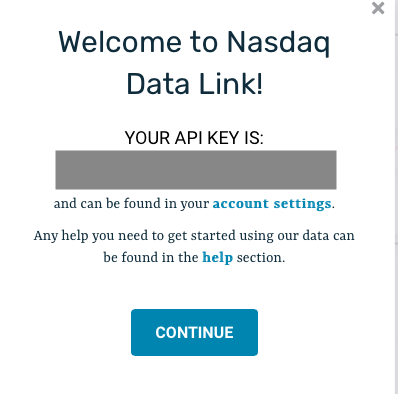 Welcome to Nasdaq
Data Link!
YOUR API KEY IS:
and can be found in your account settings.
Any help you need to get started using our data can
be found in the help section.
CONTINUE